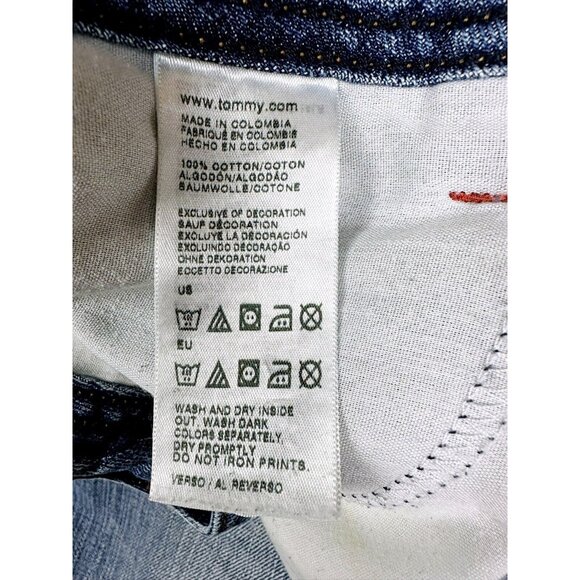 www.tommy.com
MADE IN COLOMBIA
FABRIQUÉ EN COLOMBIE
HECHO EN COLOMBIA
100% COTTON/COTON
ALGODÓN/ALGODÃO
BAUMWOLLE/COTONE
EXCLUSIVE OF DECORATION
SAUF DÉCORATION
EXCLUYE LA DECORACIÓN
EXCLUINDO DECORAÇÃO
OHNE DEKORATION
ECCETTO DECORAZIONE
US
EU
WASH AND DRY INSIDE
OUT. WASH DARK
COLORS SEPARATELY.
DRY PROMPTLY
DO NOT IRON PRINTS.
VERSO / AL REVERSO